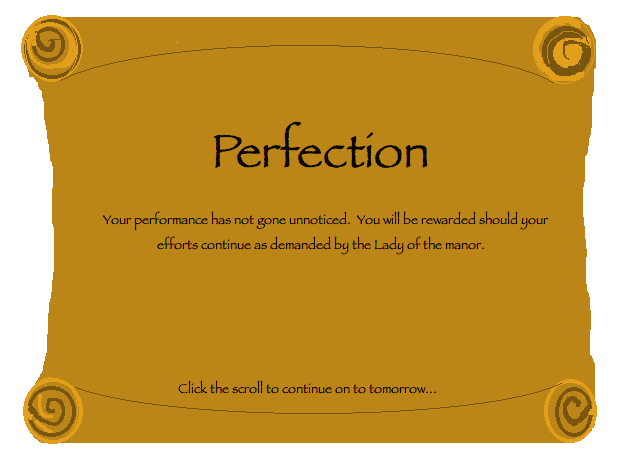 Perfection
Your performance has not gone unnoticed.  You will be rewarded should your
efforts continue as demanded by the Lady of the manor.
Click the scroll to continue on to tomorrow...